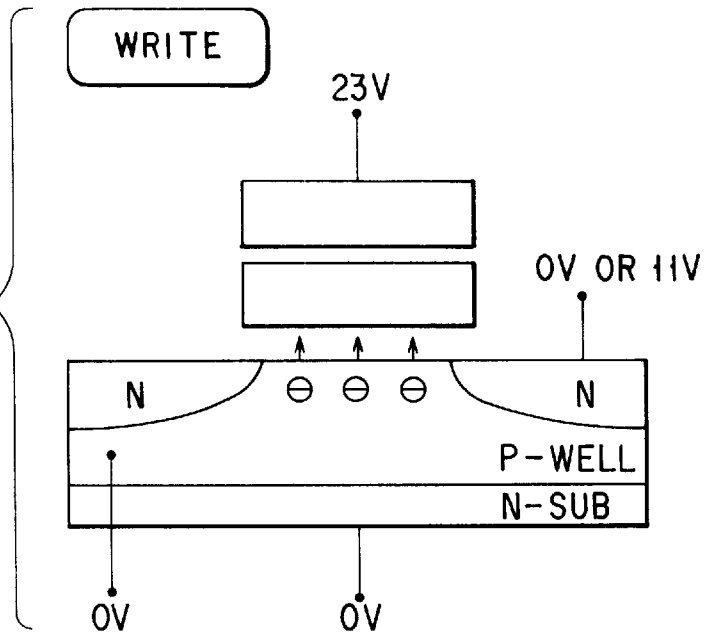 WRITE
23V
0V OR 11V
N
N
P-WELL
N-SUB
0V
0V